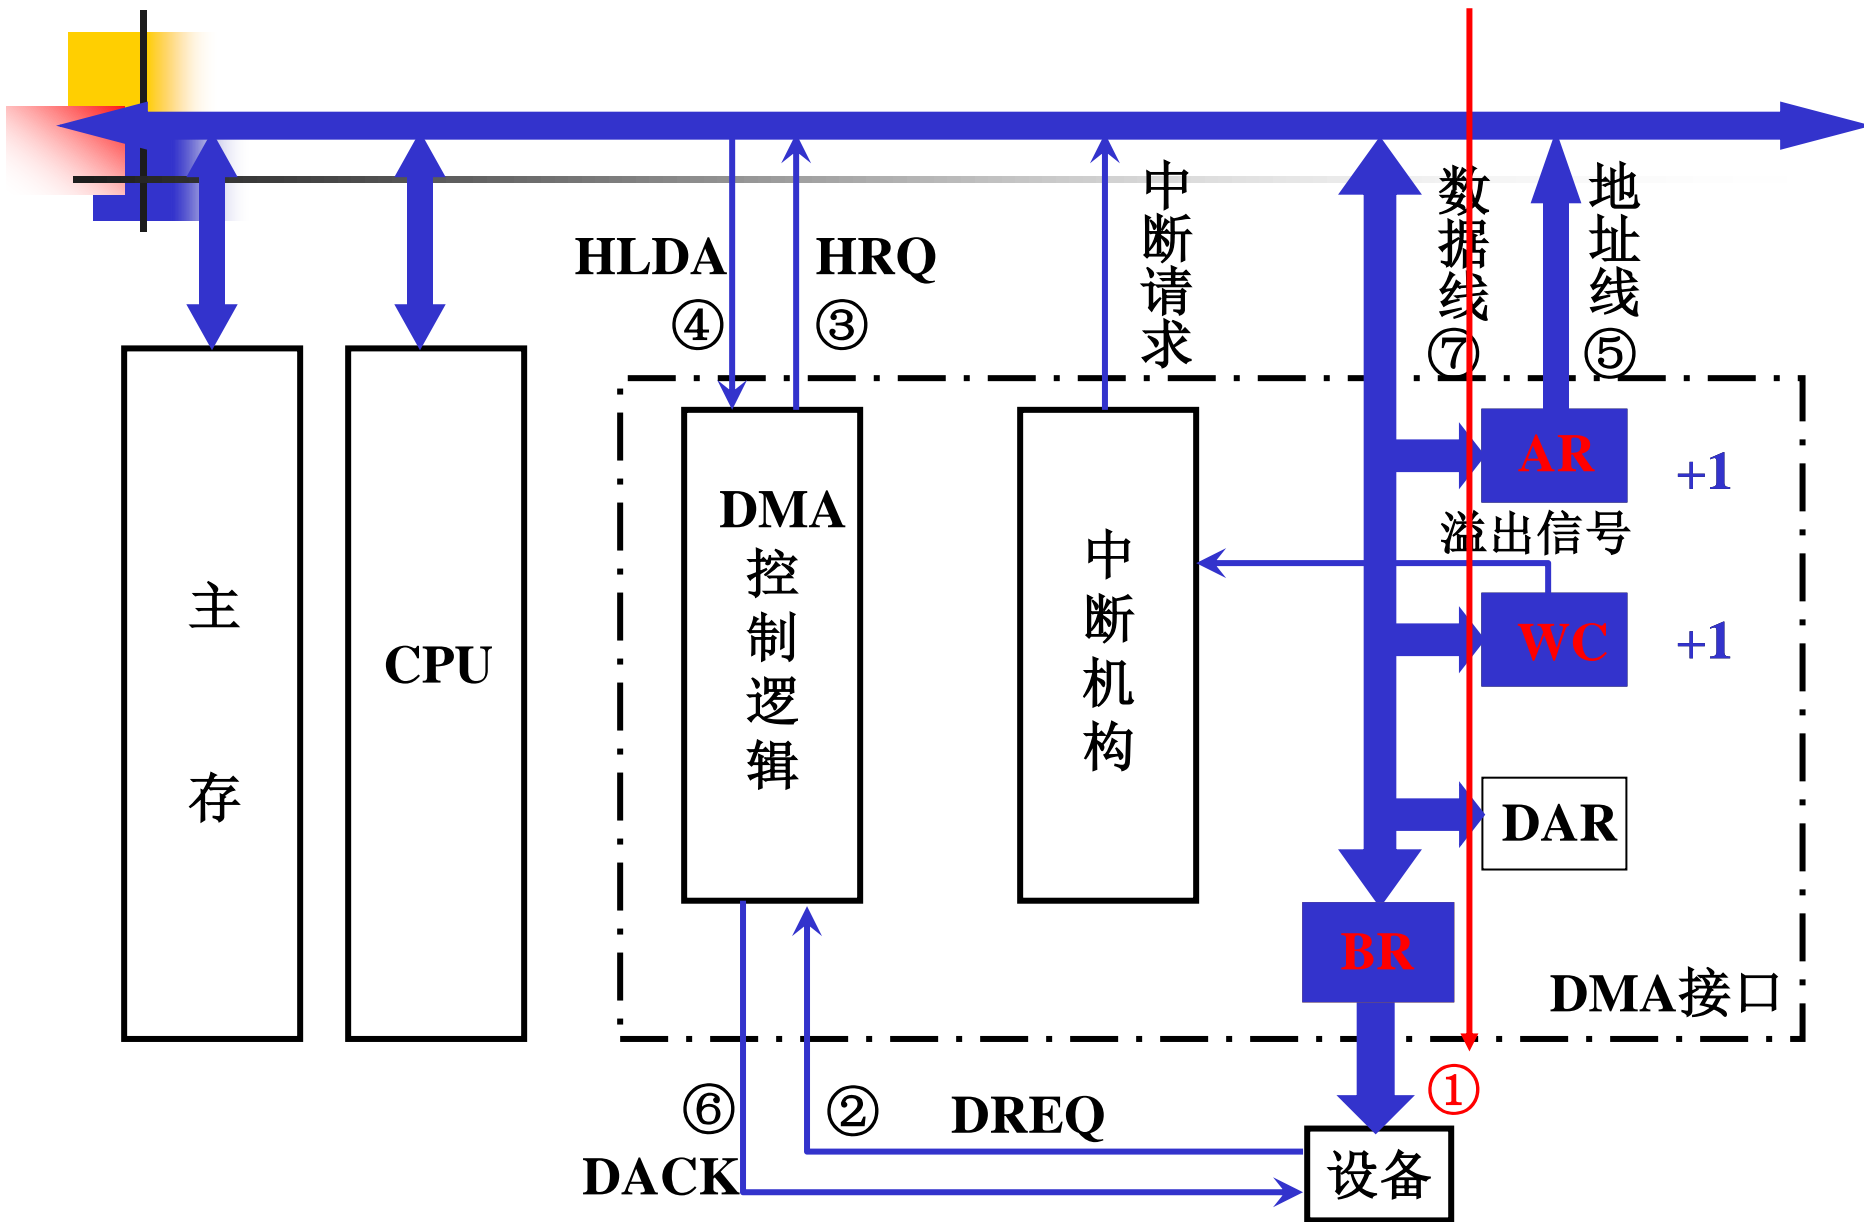 HLDA
④
HRQ
③
中断请求
数据线
⑦
地址线
⑤
主存
CPU
DMA
控制逻辑
中断机构
AR
+1
溢出信号
WC
+1
DAR
BR
DMA接口
①
⑥
②
DREQ
DACK
设备